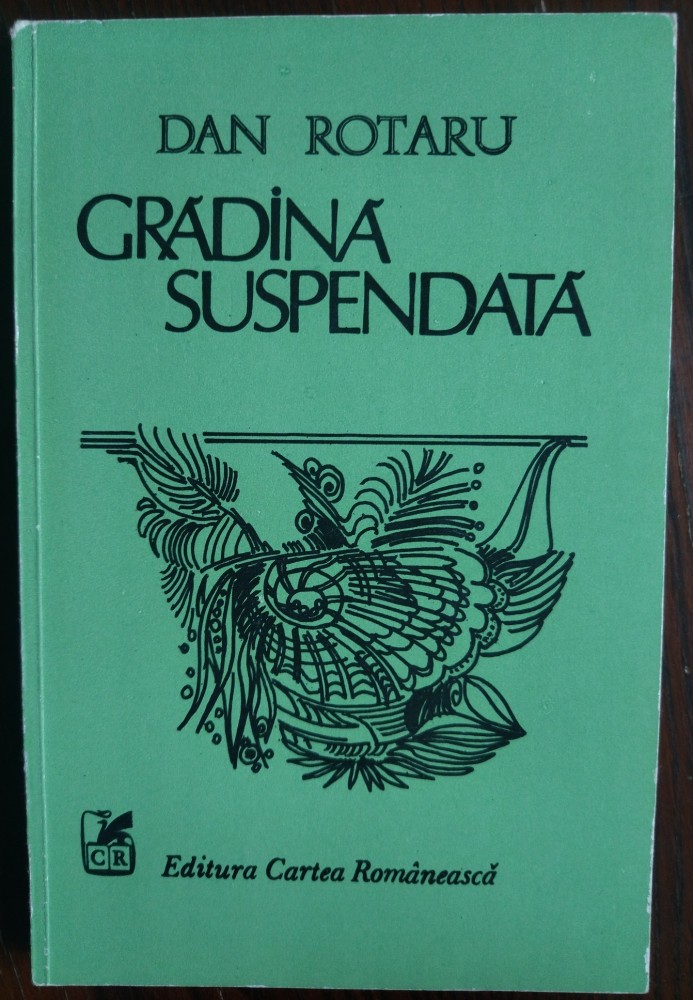 DAN ROTARU
GRĂDINĂ
SUSPENDATĂ
CR
Editura Cartea Românească